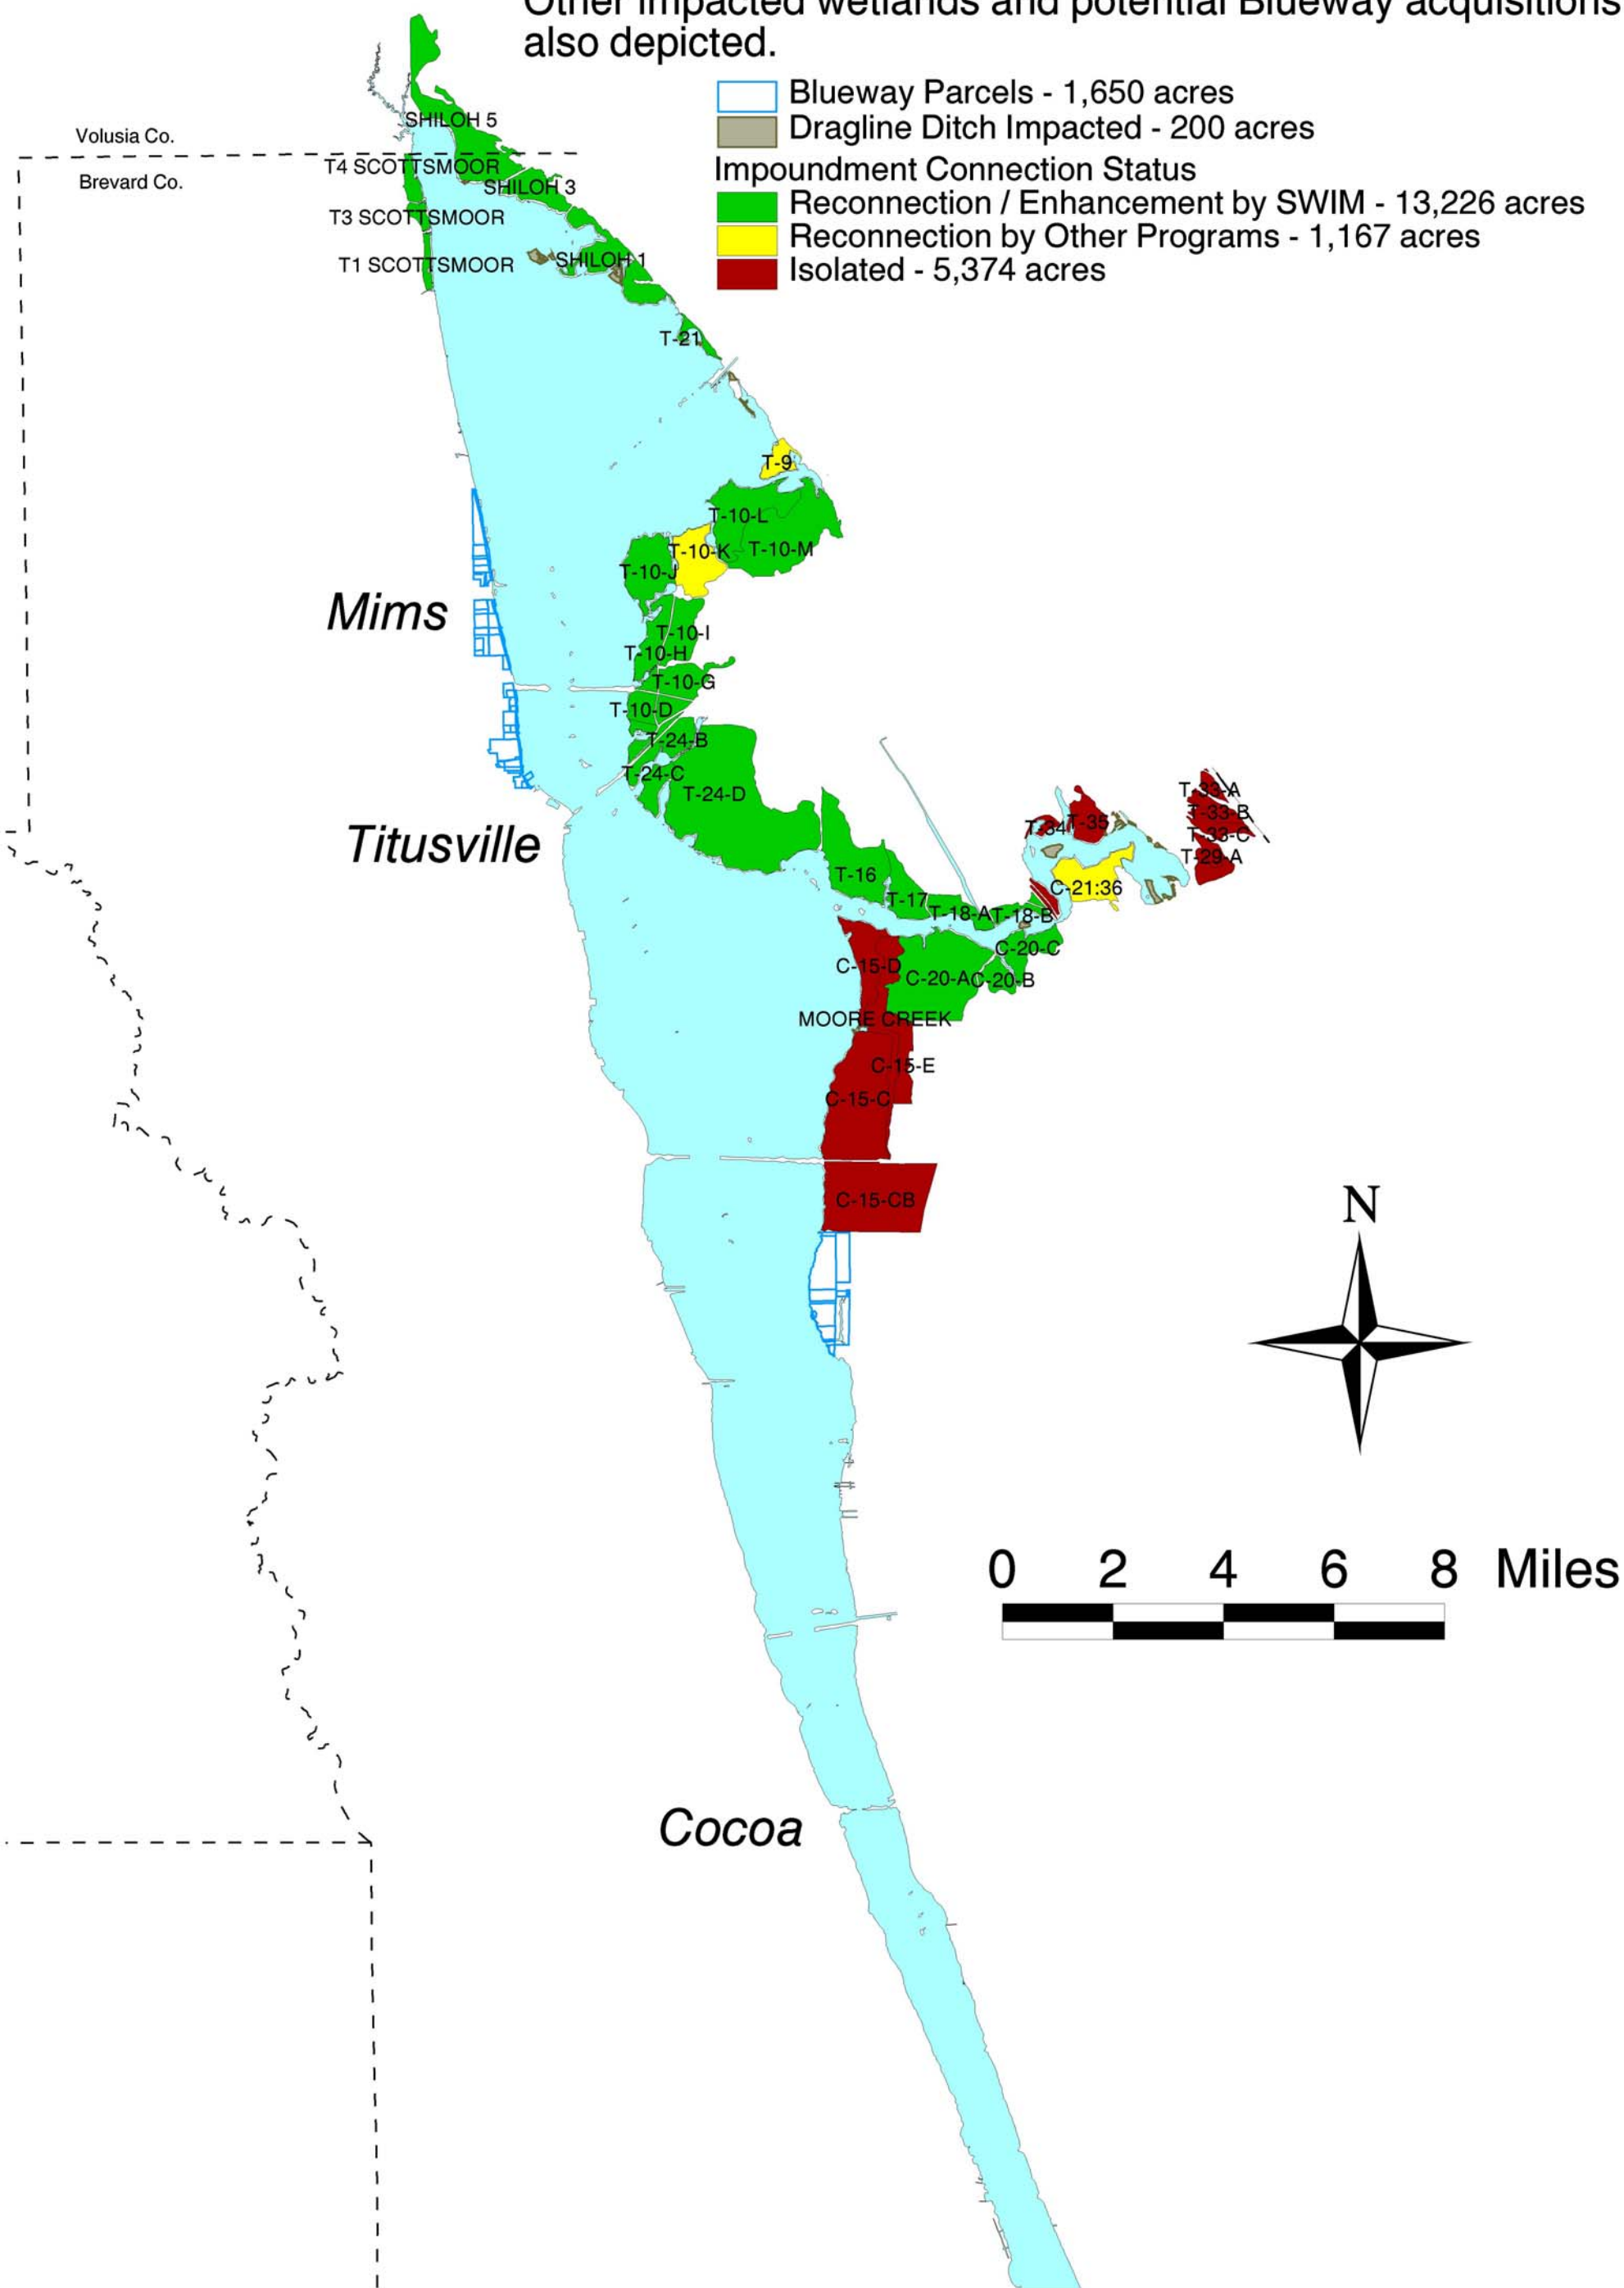 Other impacted wetlands and potential Blueway acquisitions
also depicted.
Blueway Parcels - 1,650 acres
Dragline Ditch Impacted - 200 acres
Impoundment Connection Status
Reconnection / Enhancement by SWIM - 13,226 acres
Reconnection by Other Programs - 1,167 acres
Isolated - 5,374 acres
SHILOH 5
Volusia Co.
T4 SCOTTSMOOR
Brevard Co.
SHILOH 3
T3 SCOTTSMOOR
SHILOH 1
T1 SCOTTSMOOR
T-21
T-9
T-10-L
T-10-K
T-10-M
T-10-J
Mims
T-10-I
T-10-H
T-10-G
T-10-D
T-24-B
T-24-C
T-24-D
Titusville
T-33-A
T-33-B
T-34
T-35
T-33-C
T-29-A
T-16
C-21:36
T-17
T-18-A
T-18-B
C-20-C
C-15-D
C-20-A
C-20-B
MOORE CREEK
C-15-E
C-15-C
C-15-CB
N
0 2 4 6 8 Miles
Cocoa